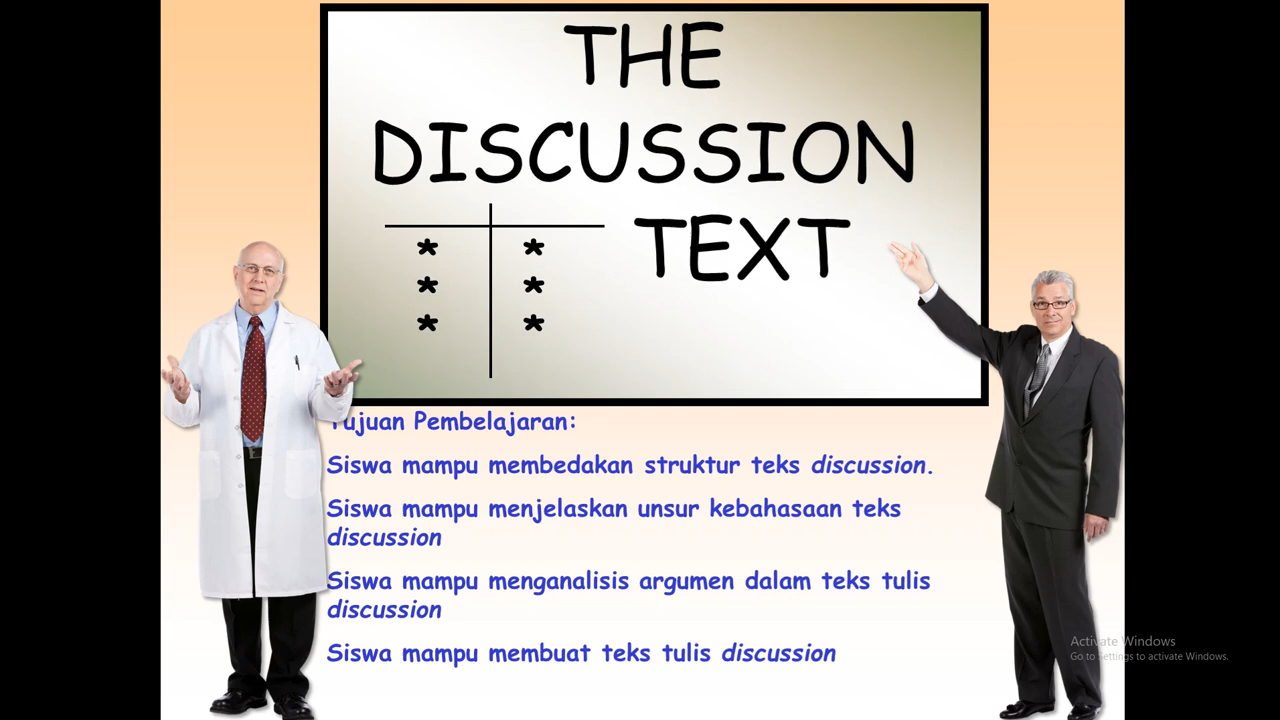 THE
DISCUSSION
TEXT
* *
* *
* *
Tujuan Pembelajaran:
Siswa mampu membedakan struktur teks discussion.
Siswa mampu menjelaskan unsur kebahasaan teks
discussion
Siswa mampu menganalisis argumen dalam teks tulis
discussion
Siswa mampu membuat teks tulis discussion
Activate Windows
Go to Settings to activate Windows.